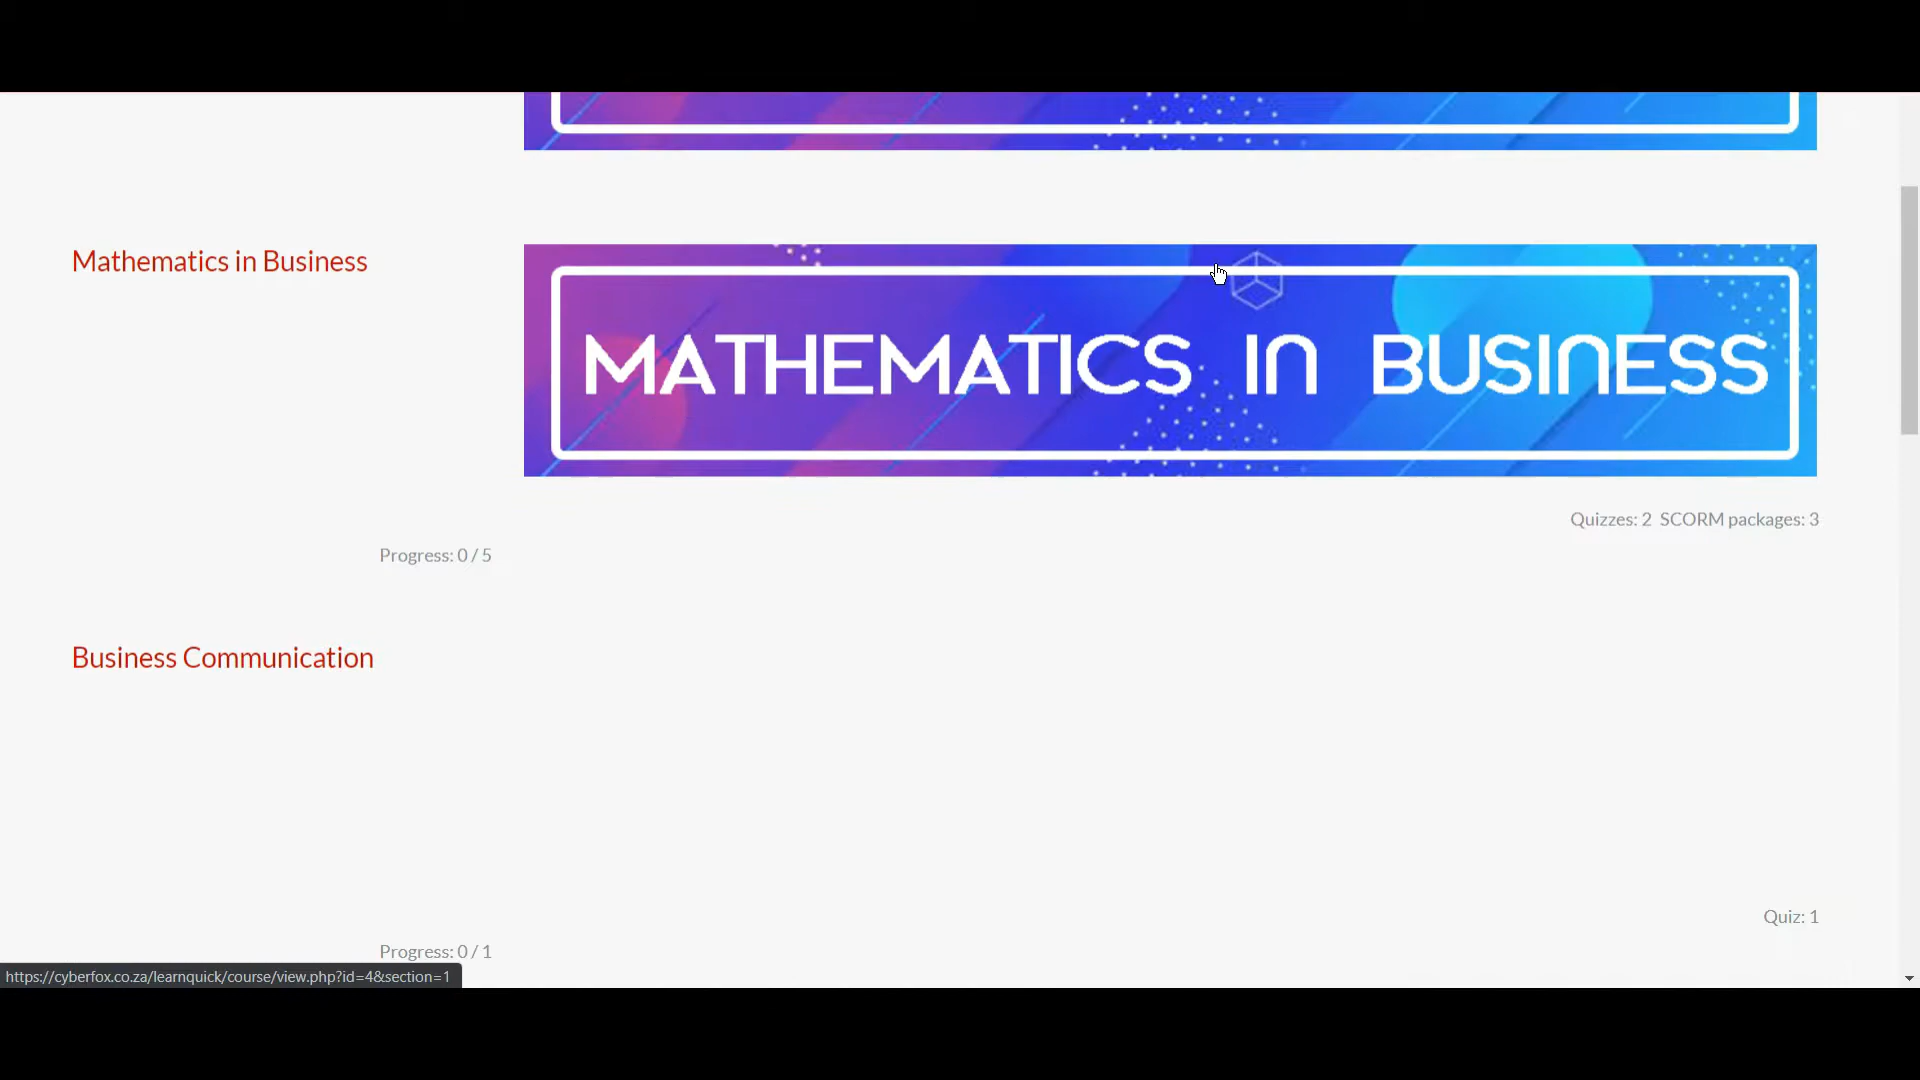 Mathematics in Business
MATHEMATICS IN BUSINESS
Quizzes: 2 SCORM packages: 3
Progress: 0 / 5
Business Communication
Quiz: 1
Progress: 0 / 1
https://cyberfox.co.za/learnquick/course/view.php?id=4&section=1